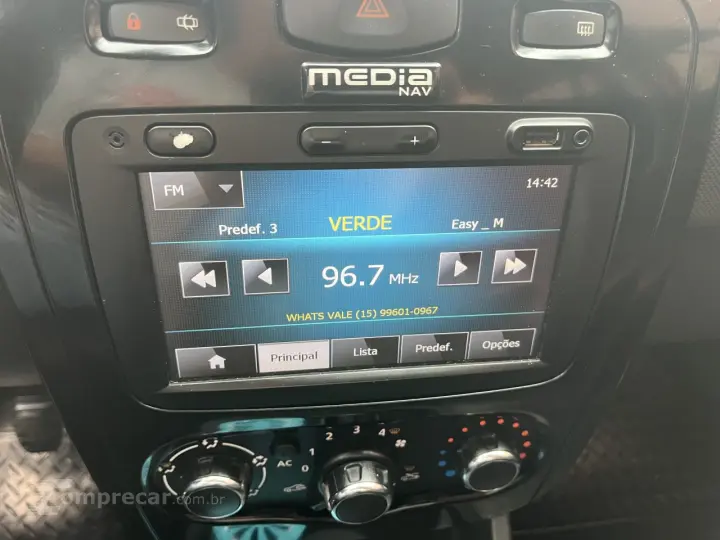 MEDIA
NAV
FM
14:42
Predef. 3 VERDE Easy _ M
96.7 MHz
WHATS VALE (15) 99601-0967
Principal Lista Predef. Opções
AC 0 1 2 3 4
comprecar.com.br